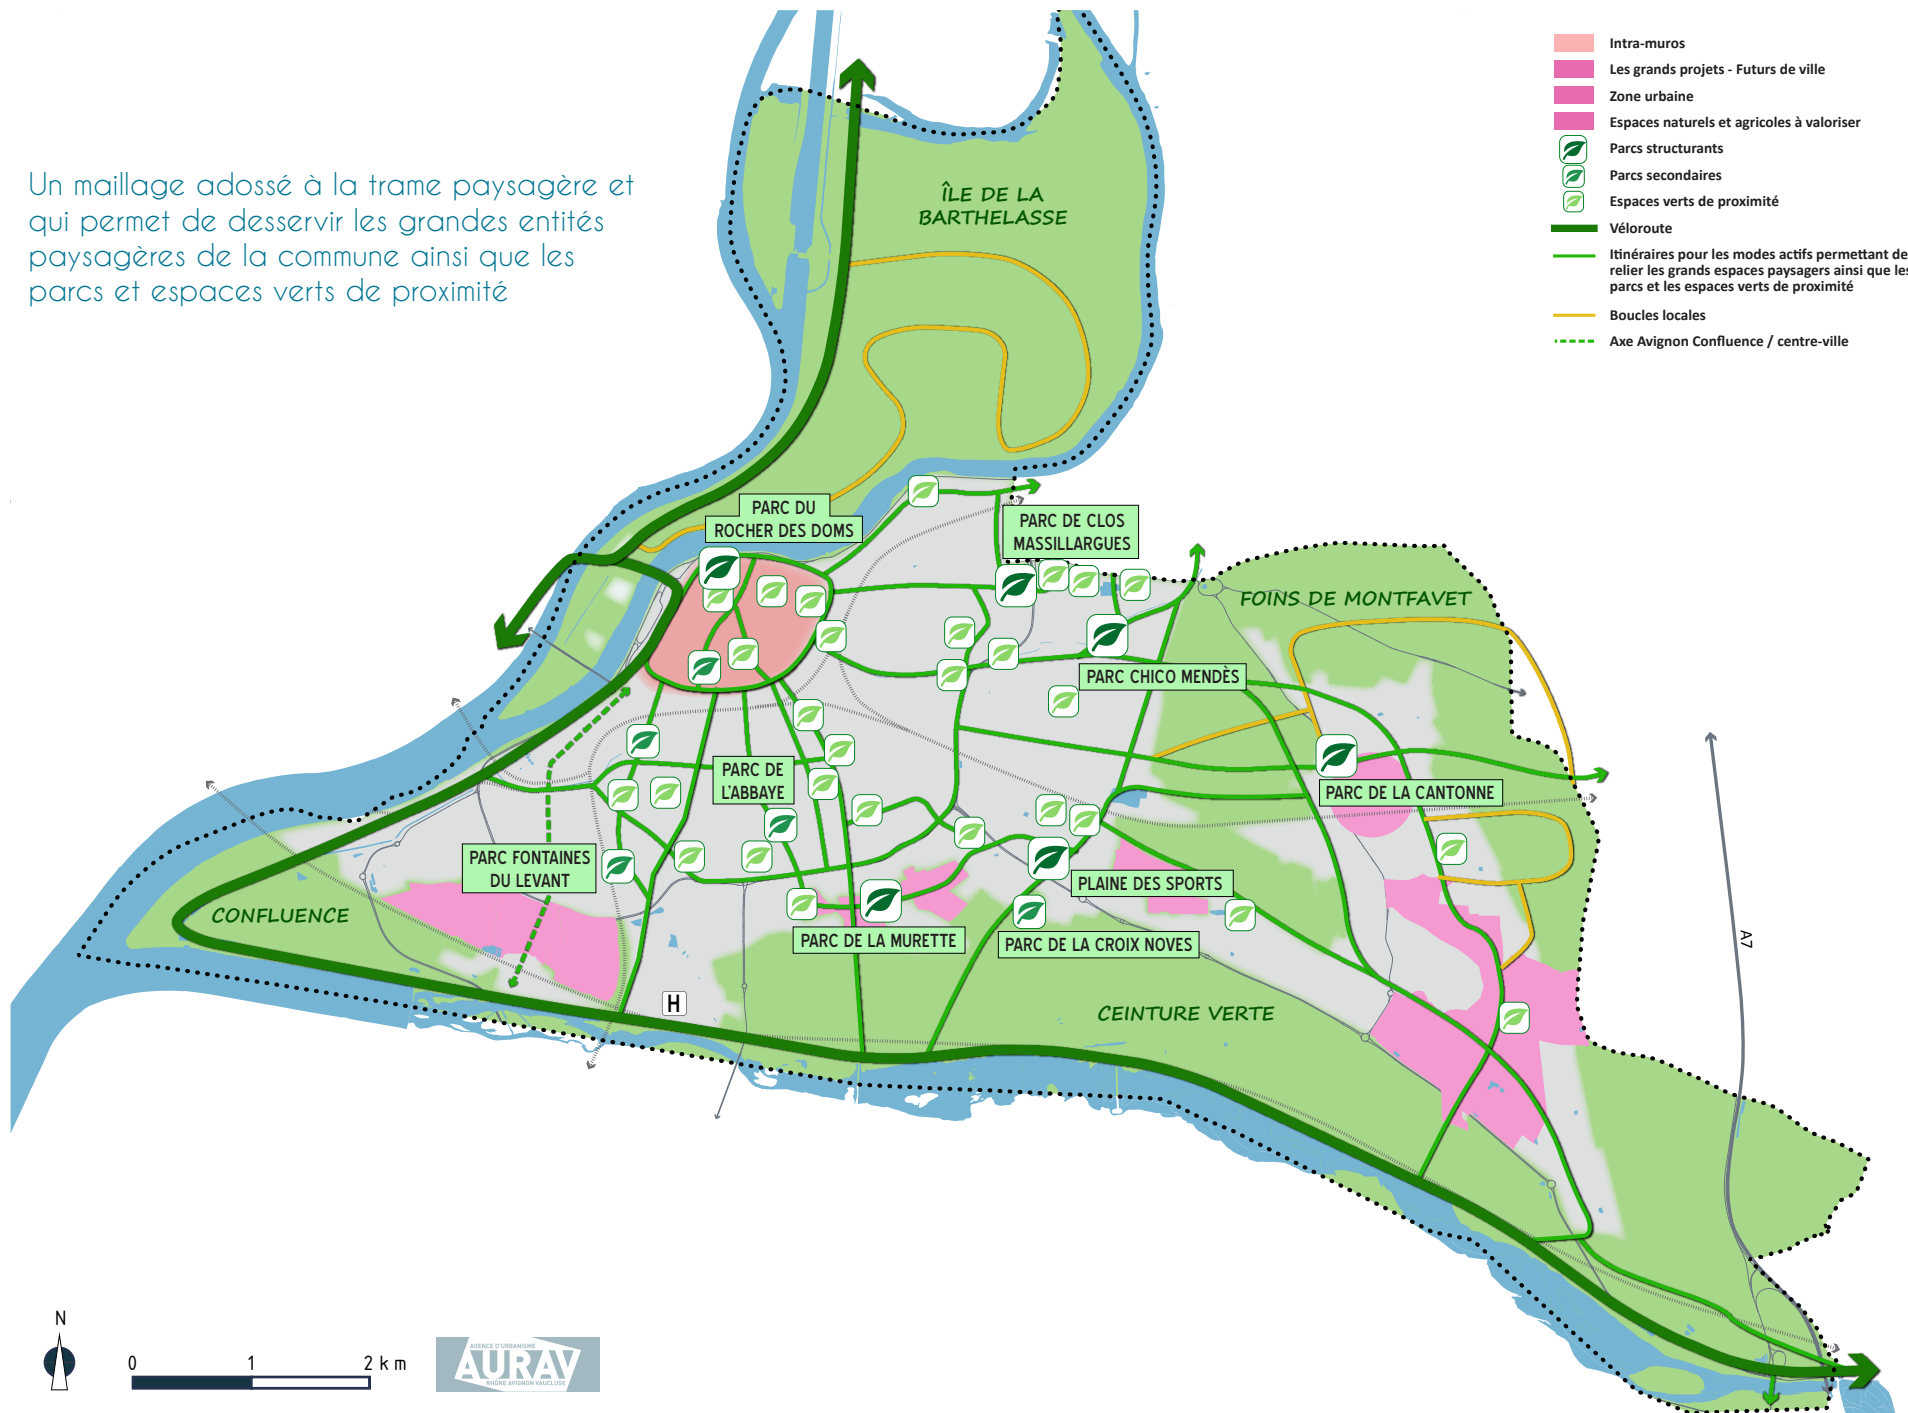 Un maillage adossé à la trame paysagère et
qui permet de desservir les grandes entités
paysagères de la commune ainsi que les
parcs et espaces verts de proximité
Intra-muros
Les grands projets - Futurs de ville
Zone urbaine
Espaces naturels et agricoles à valoriser
Parcs structurants
Parcs secondaires
Espaces verts de proximité
Véloroute
Itinéraires pour les modes actifs permettant de
relier les grands espaces paysagers ainsi que les
parcs et les espaces verts de proximité
Boucles locales
Axe Avignon Confluence / centre-ville
ÎLE DE LA
BARTHELASSE
PARC DU
ROCHER DES DOMS
PARC DE CLOS
MASSILLARGUES
FOINS DE MONTFAVET
PARC CHICO MENDÈS
PARC DE
L'ABBAYE
PARC DE LA CANTONNE
PARC FONTAINES
DU LEVANT
PLAINE DES SPORTS
CONFLUENCE
PARC DE LA MURETTE
PARC DE LA CROIX NOVES
A7
H
CEINTURE VERTE
N
0 1 2 km
AGENCE D'URBANISME
AURAV
RHÔNE AVIGNON VAUCLUSE